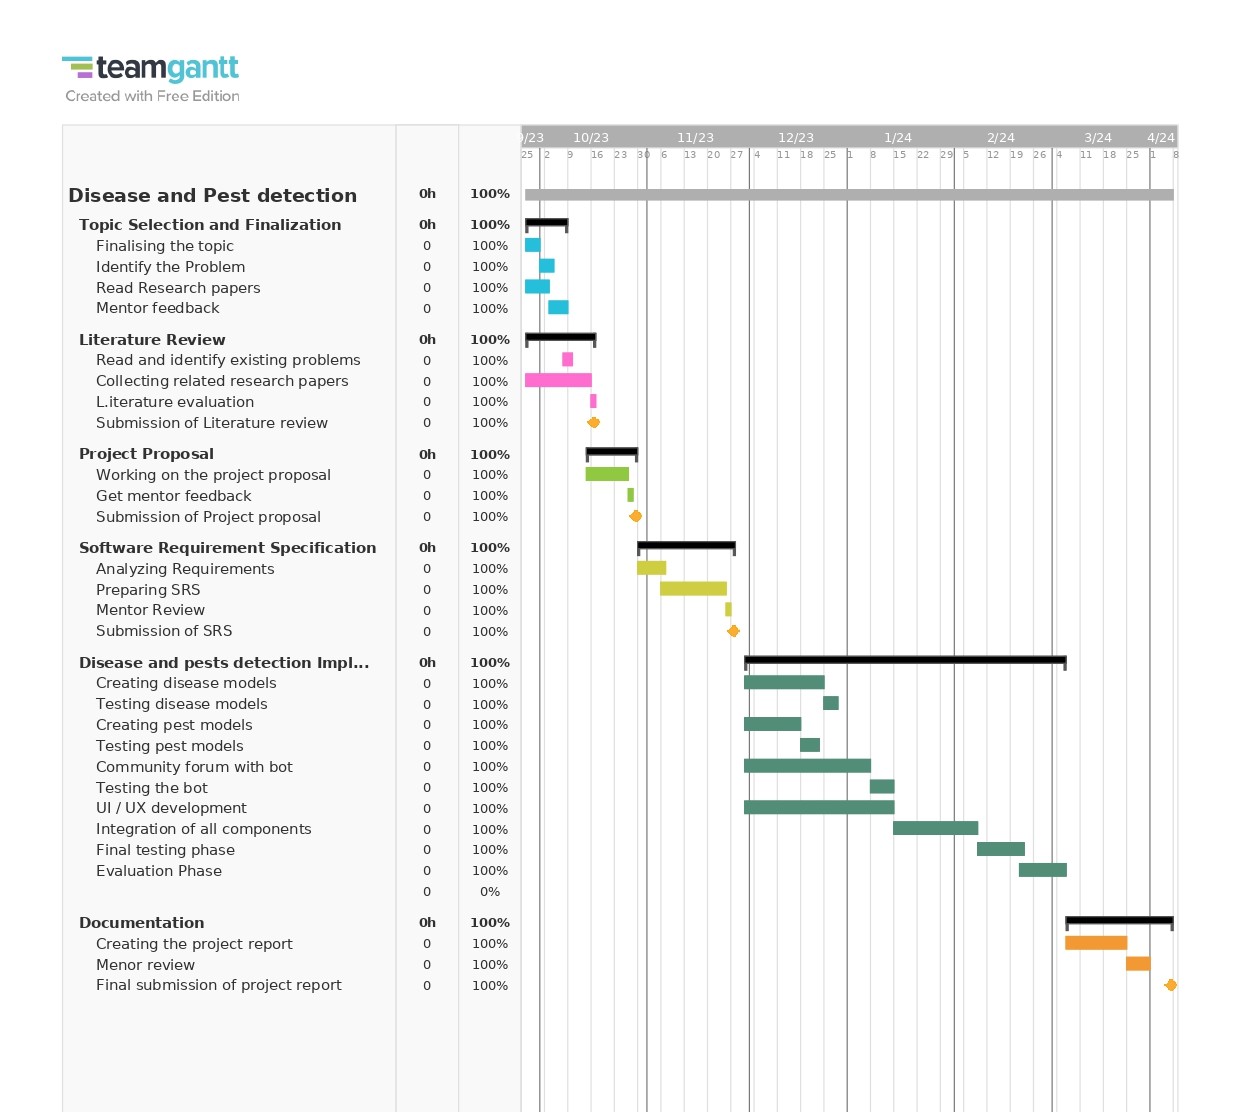 teamgantt
Created with Free Edition
9/23 10/23 11/23 12/23 1/24 2/24 3/24 4/24
25 2 9 16 23 30 6 13 20 27 4 11 18 25 1 8 15 22 29 5 12 19 26 4 11 18 25 1 8
Disease and Pest detection 0h 100%
Topic Selection and Finalization 0h 100%
Finalising the topic 0 100%
Identify the Problem 0 100%
Read Research papers 0 100%
Mentor feedback 0 100%
Literature Review 0h 100%
Read and identify existing problems 0 100%
Collecting related research papers 0 100%
L.iterature evaluation 0 100%
Submission of Literature review 0 100%
Project Proposal 0h 100%
Working on the project proposal 0 100%
Get mentor feedback 0 100%
Submission of Project proposal 0 100%
Software Requirement Specification 0h 100%
Analyzing Requirements 0 100%
Preparing SRS 0 100%
Mentor Review 0 100%
Submission of SRS 0 100%
Disease and pests detection Impl... 0h 100%
Creating disease models 0 100%
Testing disease models 0 100%
Creating pest models 0 100%
Testing pest models 0 100%
Community forum with bot 0 100%
Testing the bot 0 100%
UI / UX development 0 100%
Integration of all components 0 100%
Final testing phase 0 100%
Evaluation Phase 0 100%
0 0%
Documentation 0h 100%
Creating the project report 0 100%
Menor review 0 100%
Final submission of project report 0 100%